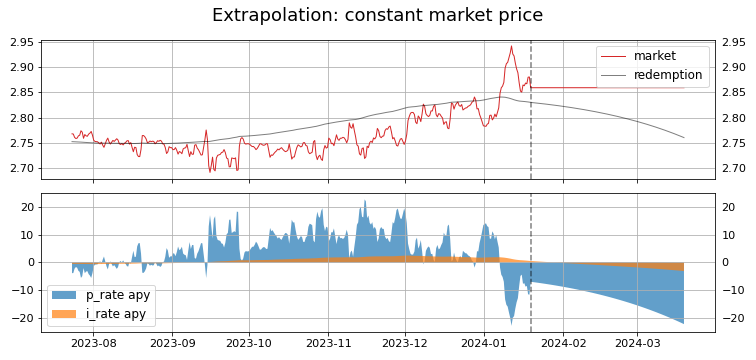 Extrapolation: constant market price
2.95 2.95
market
2.90 2.90
redemption
2.85 2.85
2.80 2.80
2.75 2.75
2.70 2.70
20 20
10 10
0 0
p_rate apy
−10 −10
i_rate apy
−20 −20
2023-08 2023-09 2023-10 2023-11 2023-12 2024-01 2024-02 2024-03